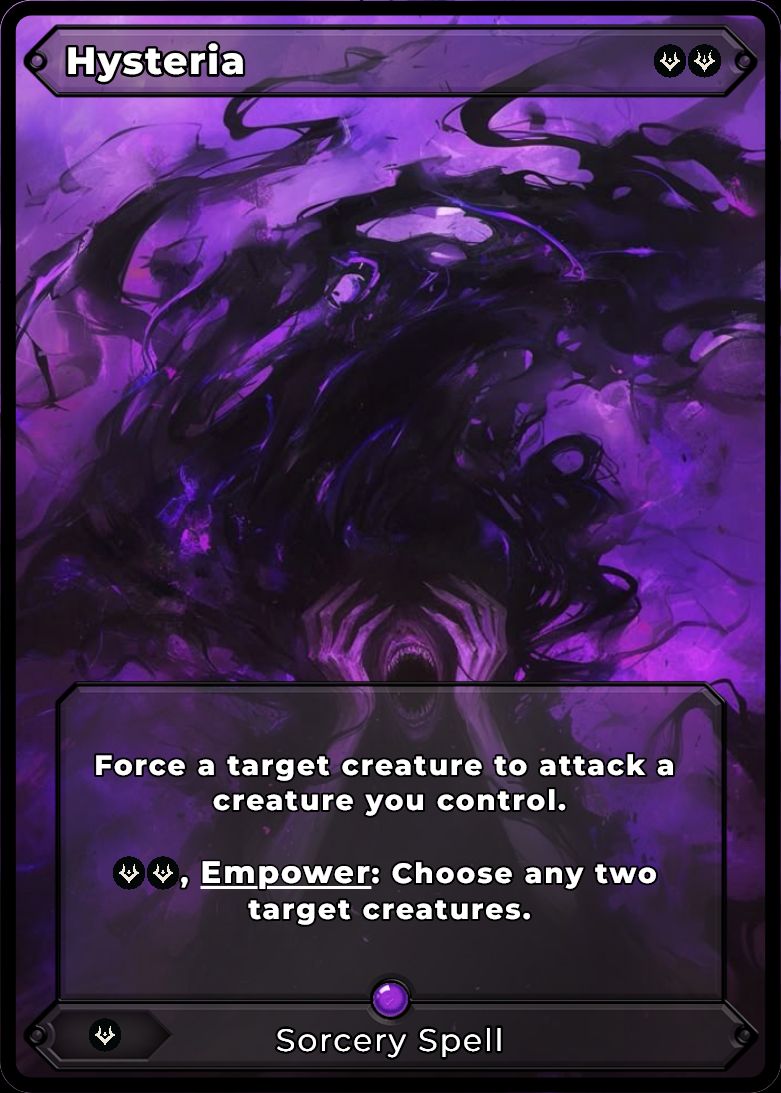 Hysteria
Force a target creature to attack a
creature you control.
, Empower: Choose any two
target creatures.
Sorcery Spell